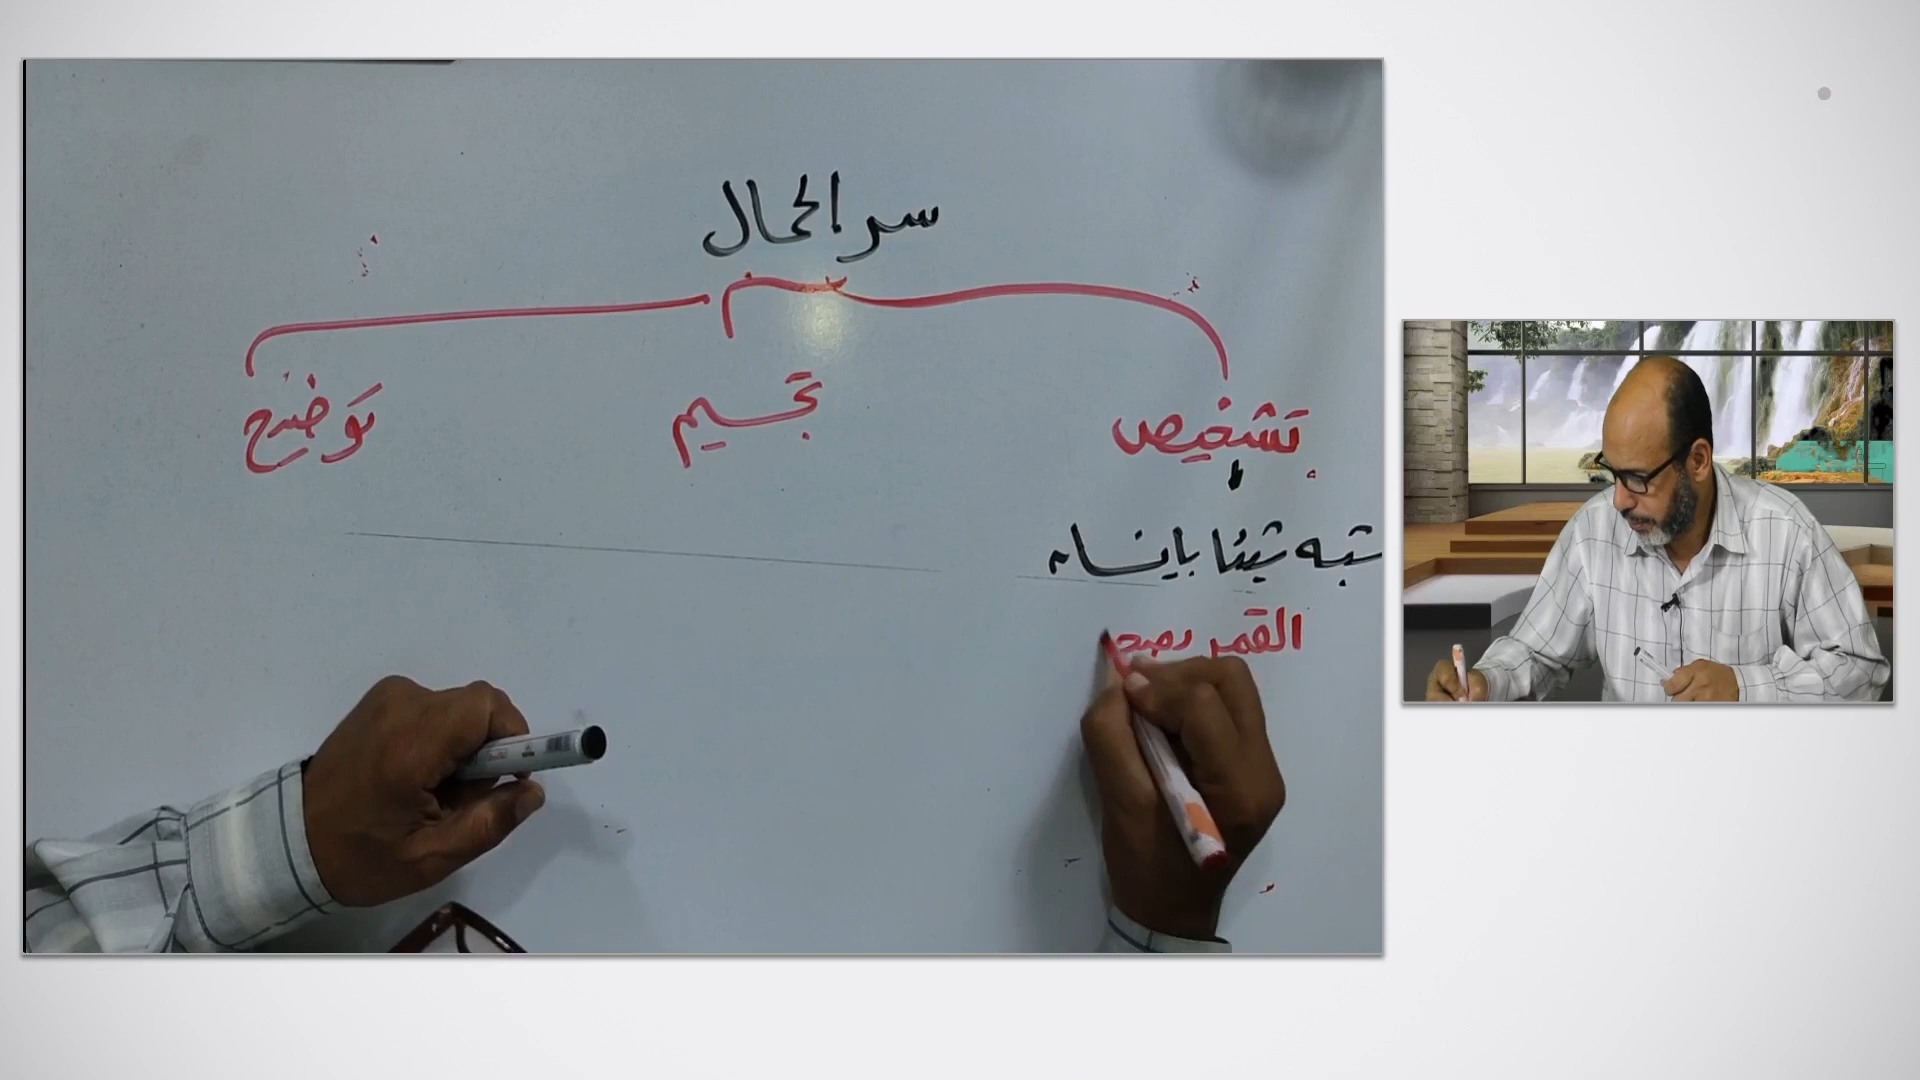 سر الجمال
تشخيص تجسيم توضيح
شبه شيئا بإنسان
القمر